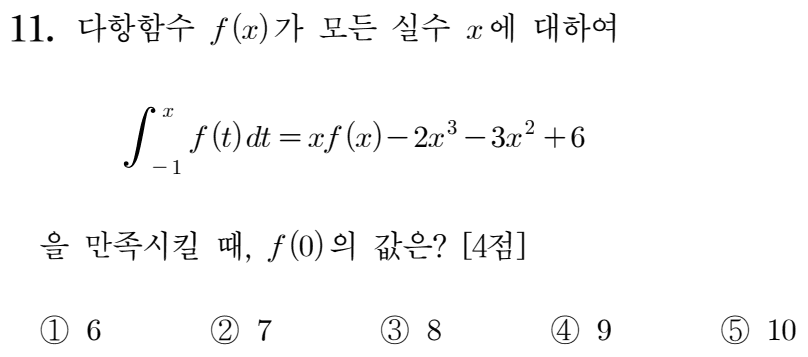 11. 다항함수 f(x)가 모든 실수 x에 대하여
∫_{-1}^{x} f(t)dt = xf(x) − 2x³ − 3x² + 6
을 만족시킬 때, f(0)의 값은? [4점]
① 6 ② 7 ③ 8 ④ 9 ⑤ 10